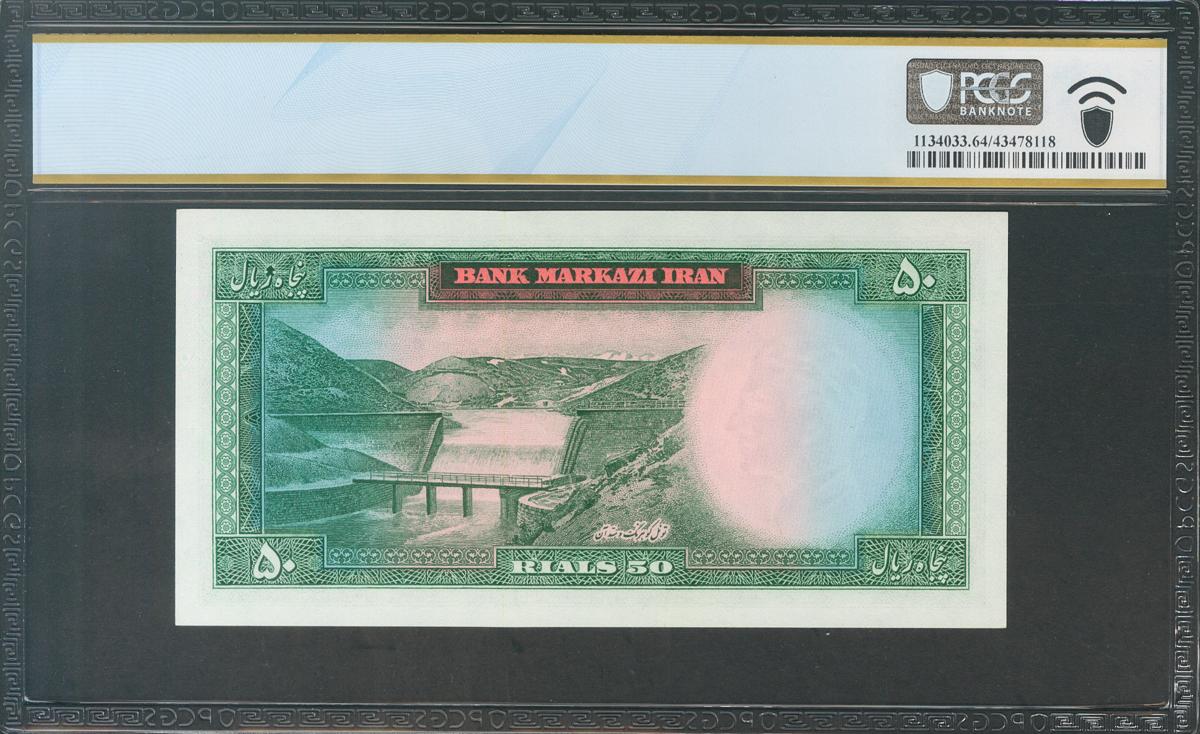 PCGS
BANKNOTE
1134033.64/43478118
پنجاه ریال
BANK MARKAZI IRAN
۵۰
۵۰
RIALS 50
پنجاه ریال